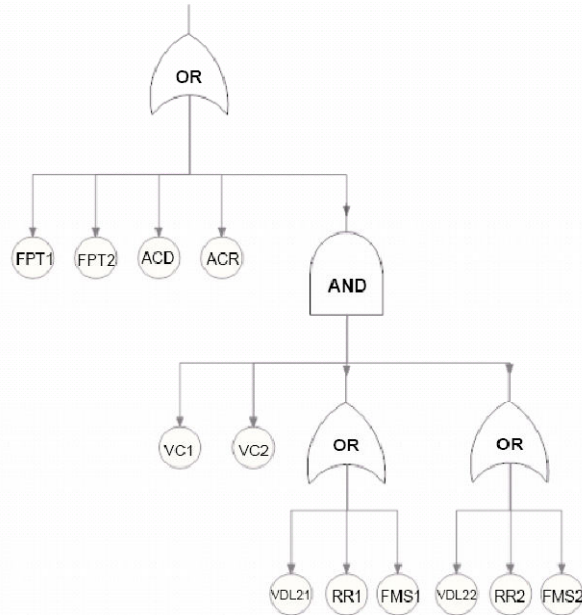 OR
FPT1 FPT2 ACD ACR
AND
VC1 VC2 OR OR
VDL21 RR1 FMS1 VDL22 RR2 FMS2